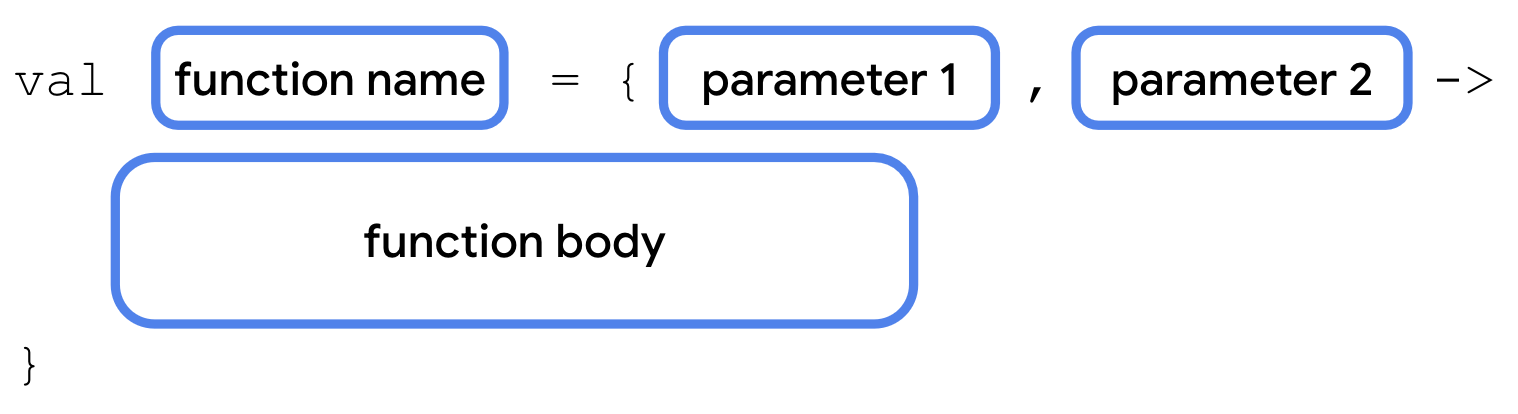 val function name = { parameter 1 , parameter 2 ->
function body
}